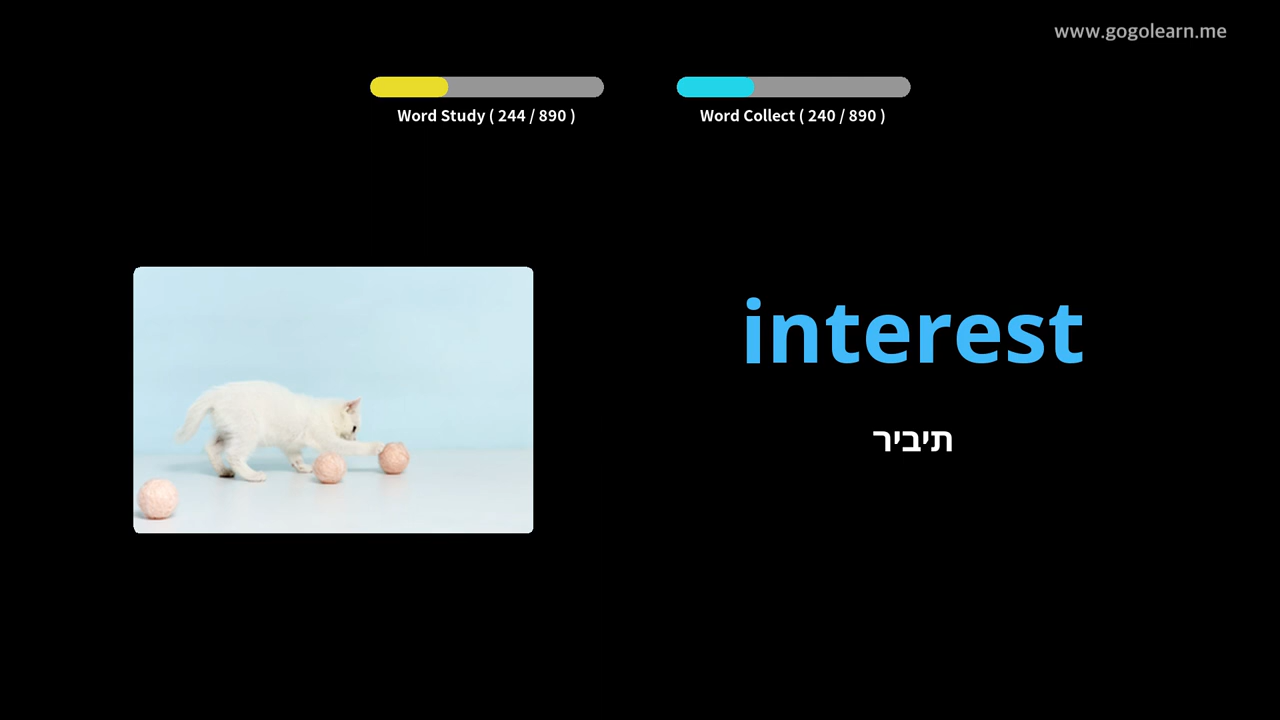 www.gogolearn.me
Word Study ( 244 / 890 )
Word Collect ( 240 / 890 )
interest
תיביר